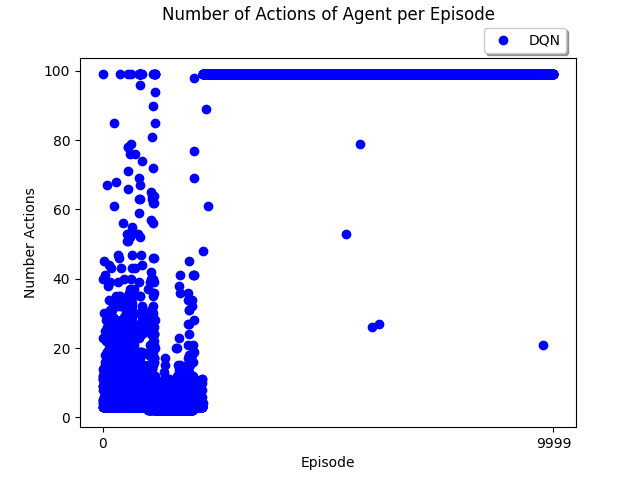 Number of Actions of Agent per Episode
DQN
100
80
60
40
20
0
Number Actions
0
9999
Episode